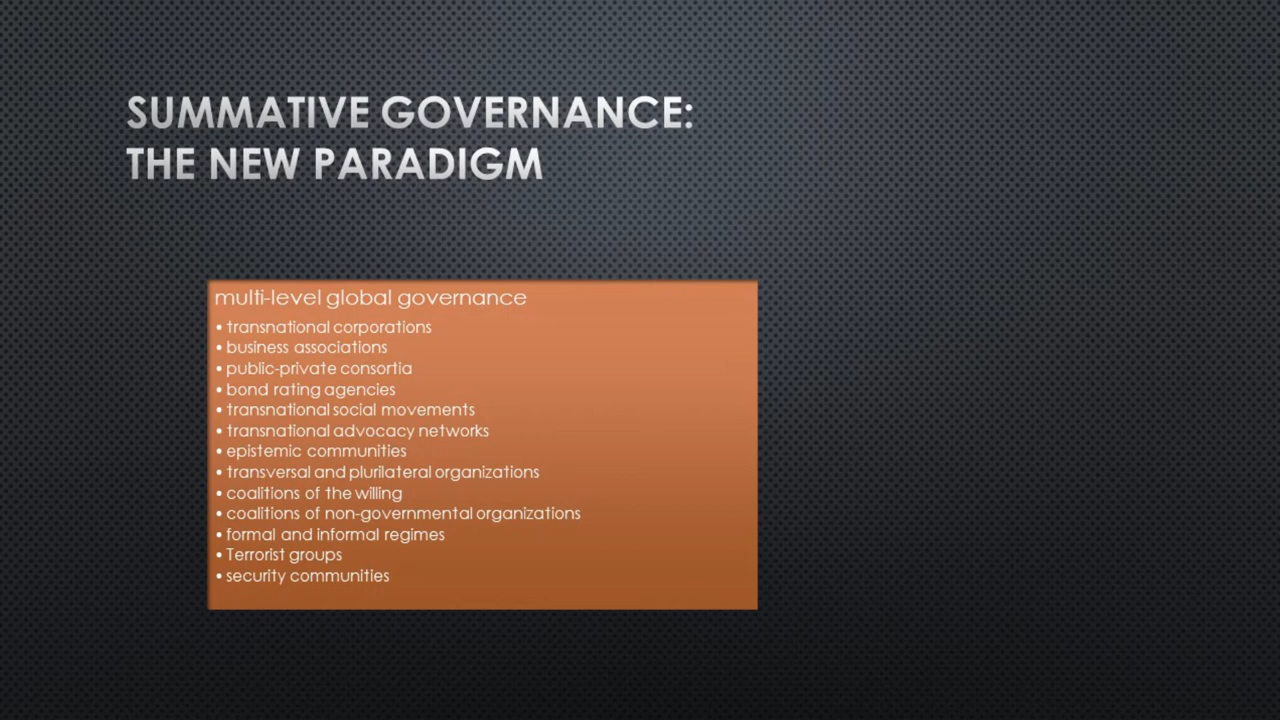 SUMMATIVE GOVERNANCE:
THE NEW PARADIGM
multi-level global governance
• transnational corporations
• business associations
• public-private consortia
• bond rating agencies
• transnational social movements
• transnational advocacy networks
• epistemic communities
• transversal and plurilateral organizations
• coalitions of the willing
• coalitions of non-governmental organizations
• formal and informal regimes
• Terrorist groups
• security communities